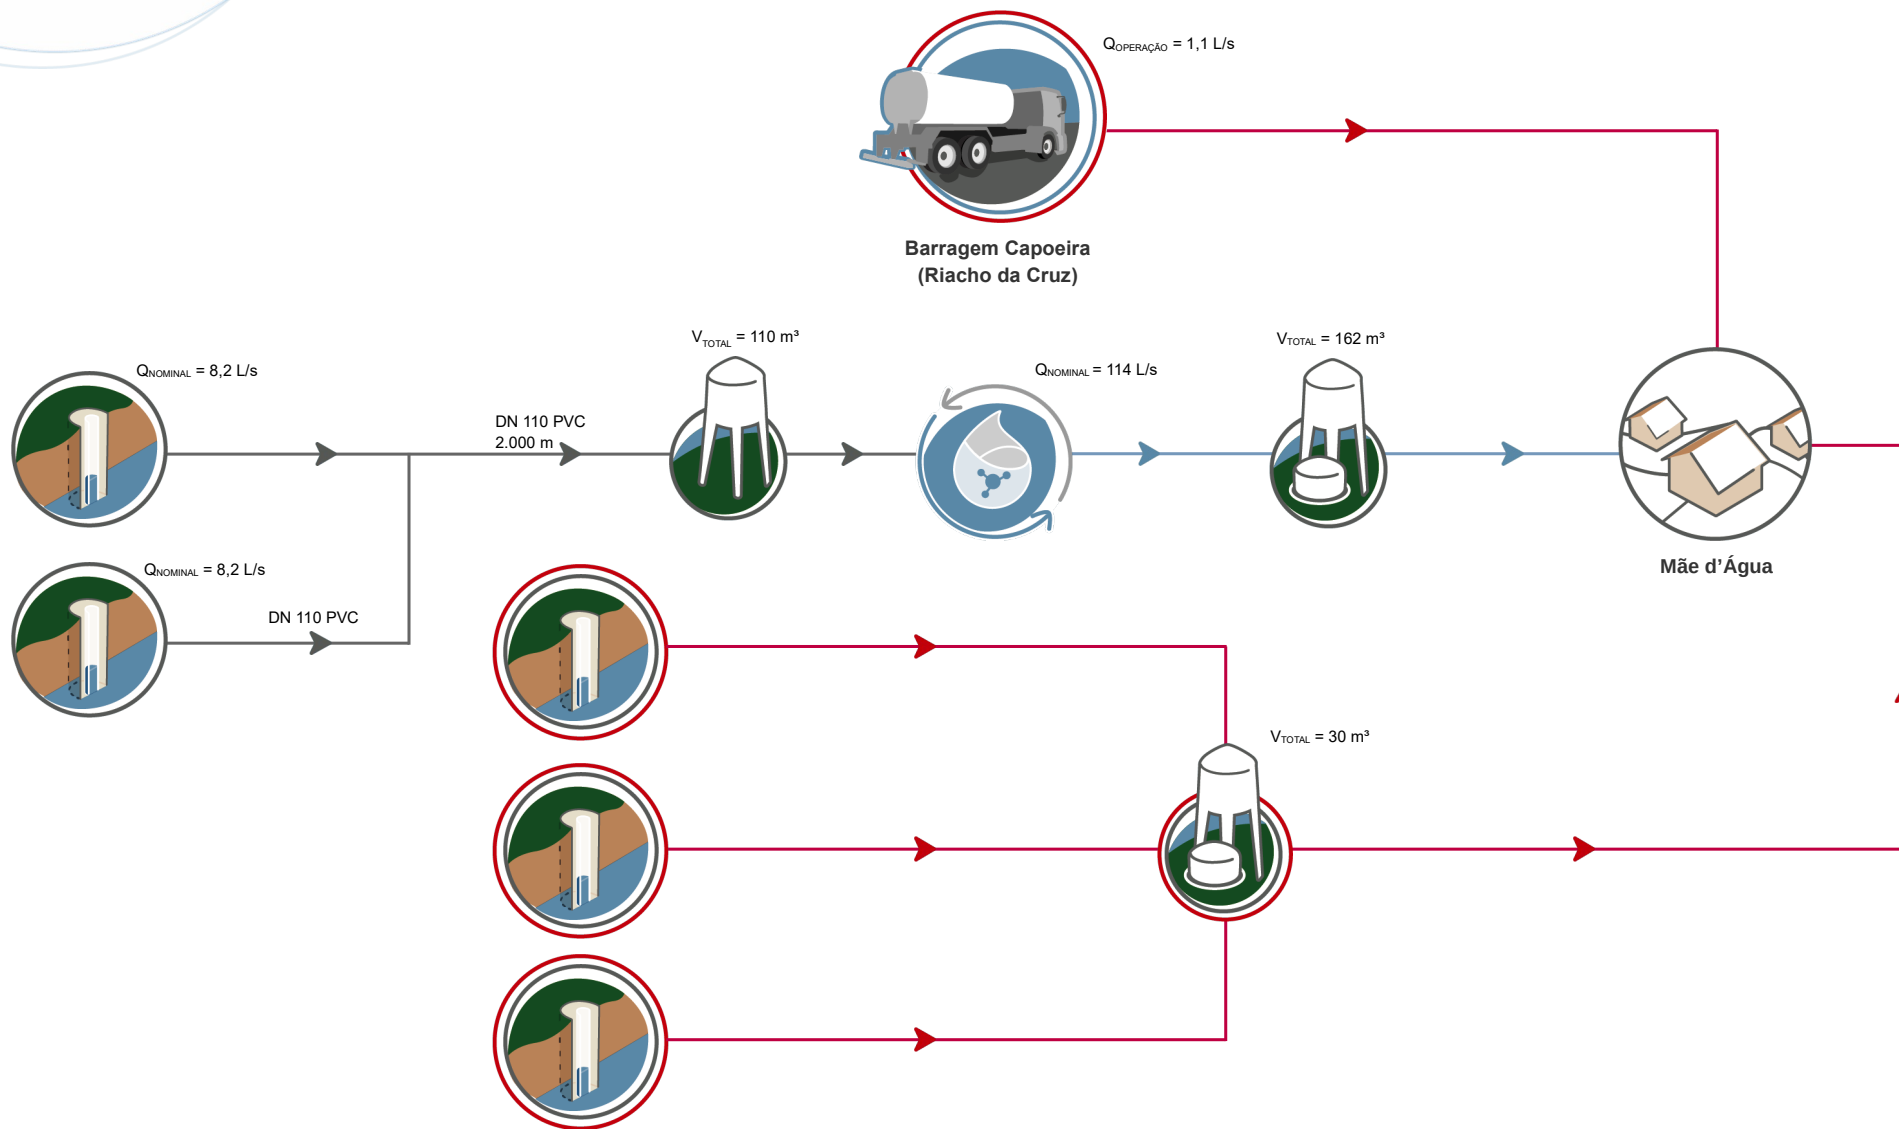 QOPERAÇÃO = 1,1 L/s
Barragem Capoeira
(Riacho da Cruz)
VTOTAL = 110 m³
VTOTAL = 162 m³
QNOMINAL = 8,2 L/s
QNOMINAL = 114 L/s
DN 110 PVC
2.000 m
Mãe d’Água
QNOMINAL = 8,2 L/s
DN 110 PVC
VTOTAL = 30 m³